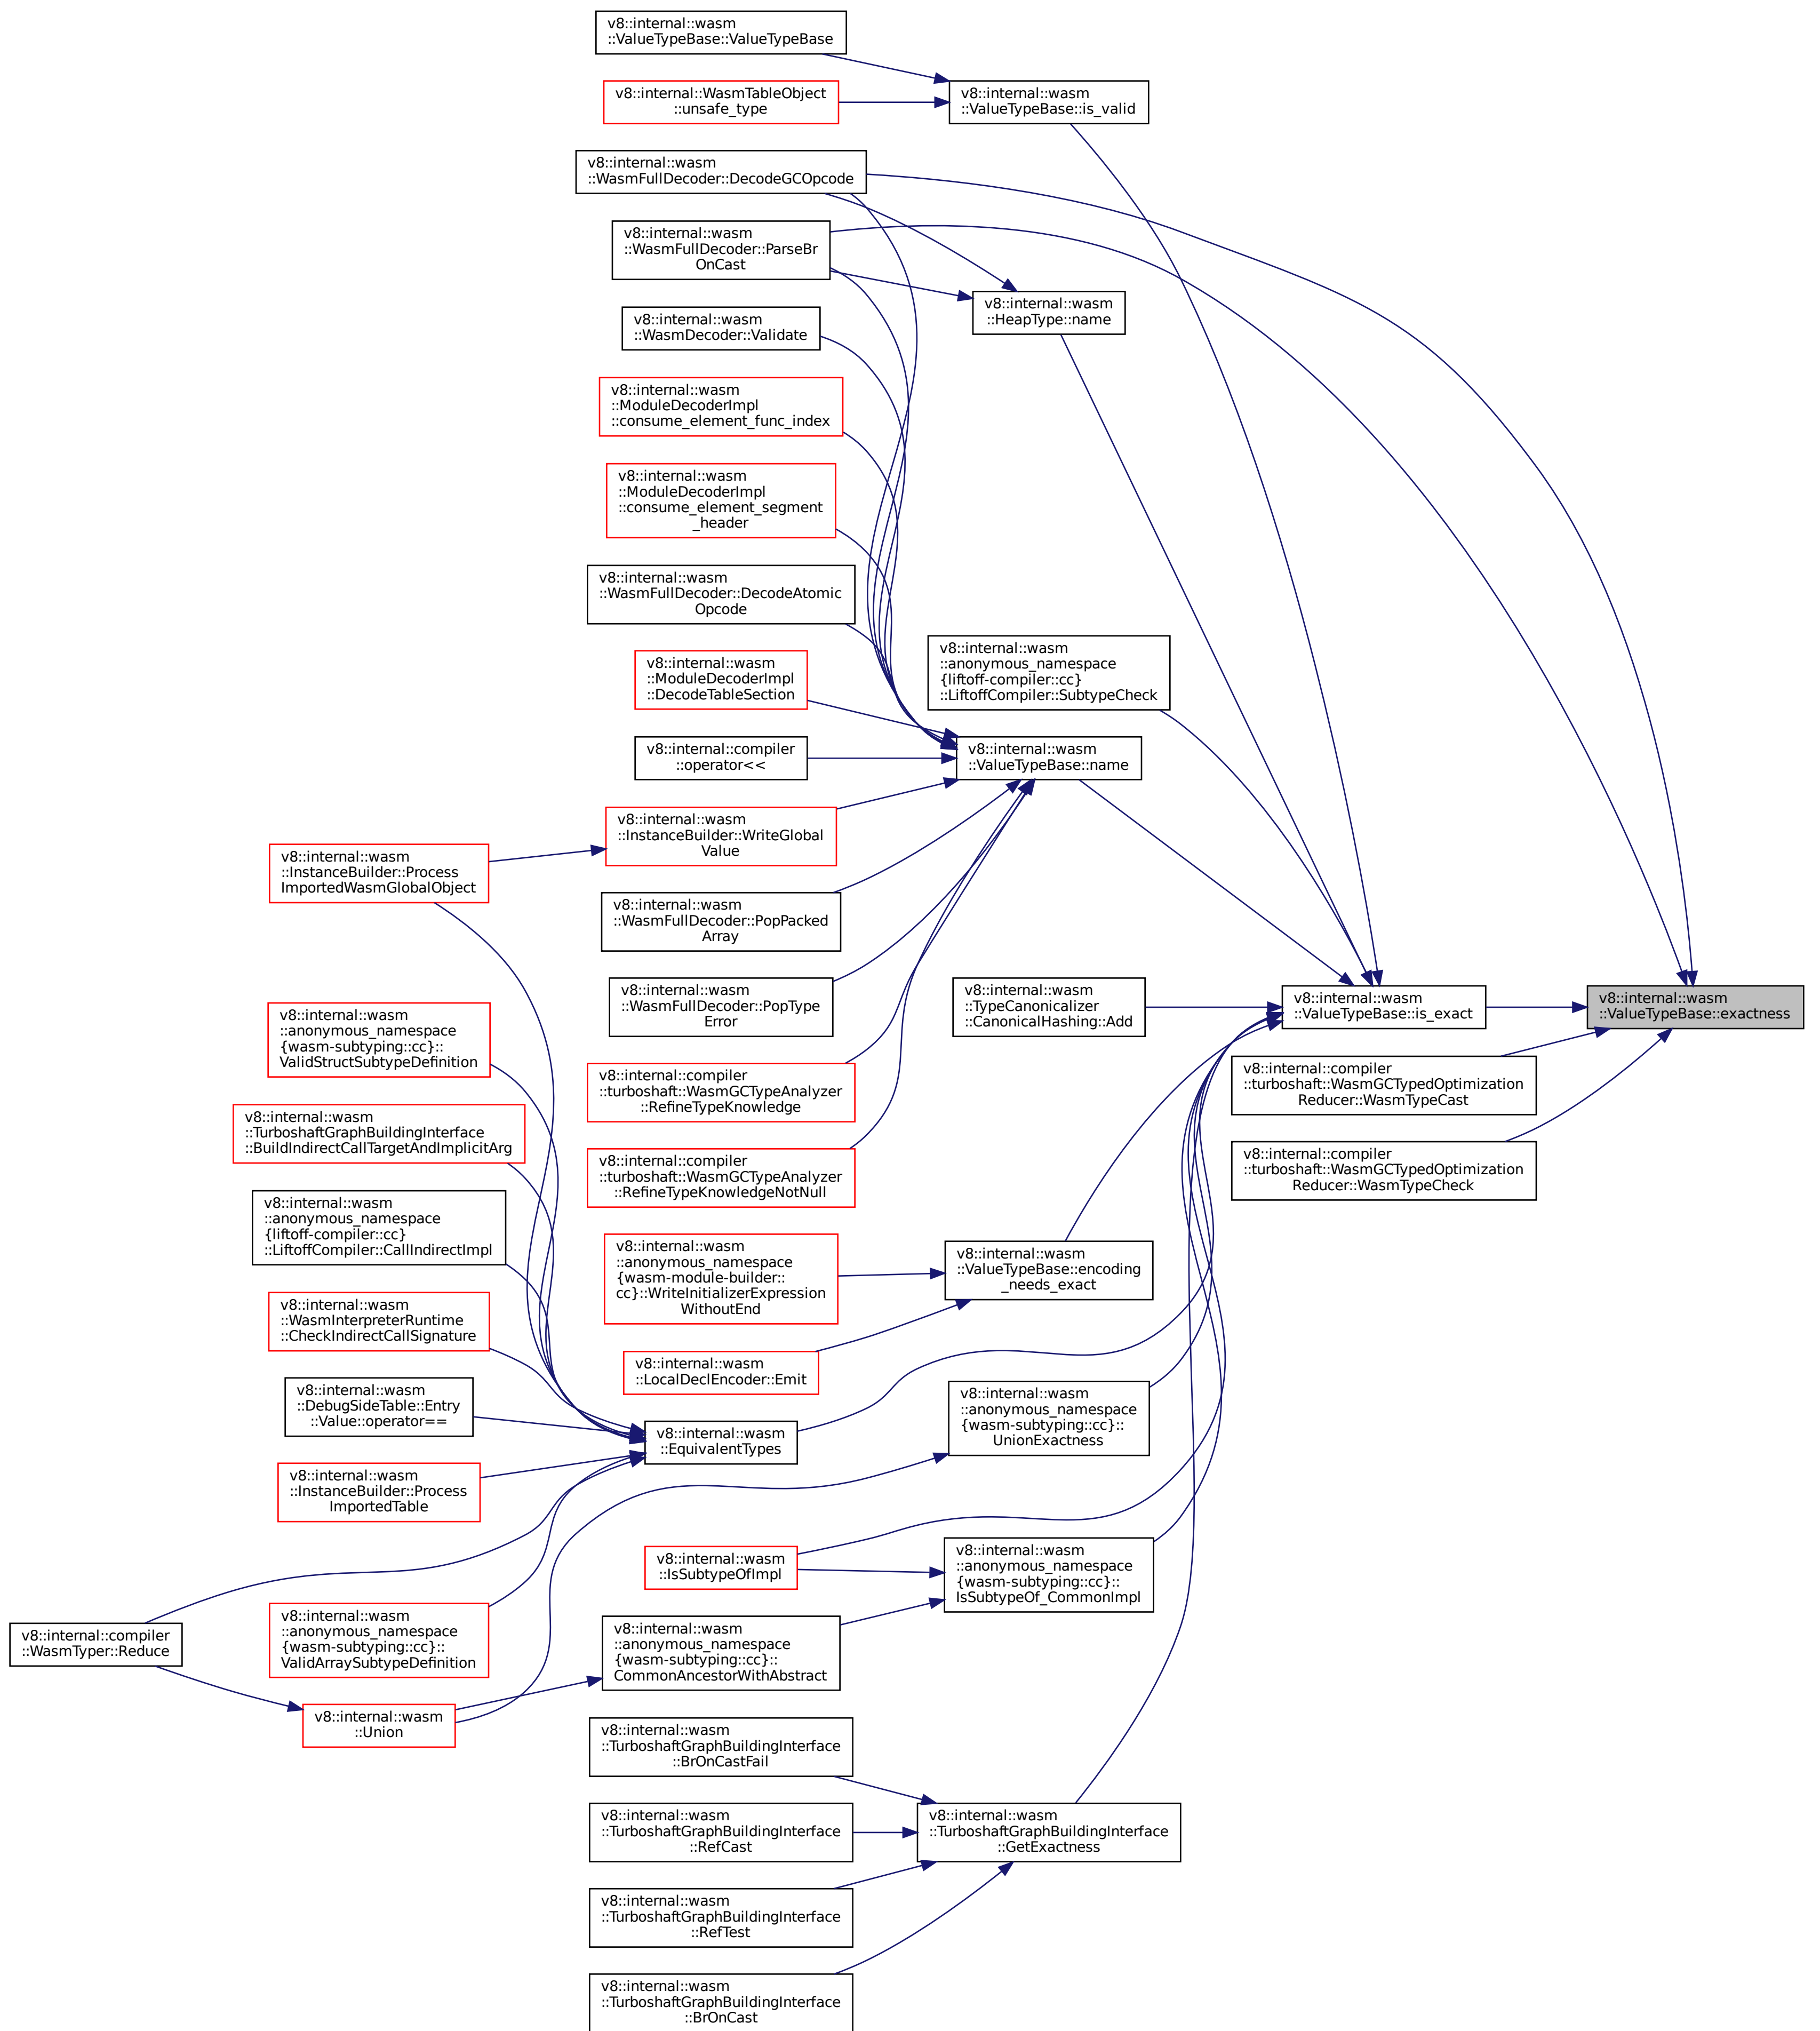 v8::internal::wasm
::ValueTypeBase::ValueTypeBase
v8::internal::WasmTableObject
::unsafe_type
v8::internal::wasm
::ValueTypeBase::is_valid
v8::internal::wasm
::WasmFullDecoder::DecodeGCOpcode
v8::internal::wasm
::WasmFullDecoder::ParseBr
OnCast
v8::internal::wasm
::HeapType::name
v8::internal::wasm
::WasmDecoder::Validate
v8::internal::wasm
::ModuleDecoderImpl
::consume_element_func_index
v8::internal::wasm
::ModuleDecoderImpl
::consume_element_segment
_header
v8::internal::wasm
::WasmFullDecoder::DecodeAtomic
Opcode
v8::internal::wasm
::anonymous_namespace
{liftoff-compiler::cc}
::LiftoffCompiler::SubtypeCheck
v8::internal::wasm
::ModuleDecoderImpl
::DecodeTableSection
v8::internal::compiler
::operator<<
v8::internal::wasm
::ValueTypeBase::name
v8::internal::wasm
::InstanceBuilder::WriteGlobal
Value
v8::internal::wasm
::InstanceBuilder::Process
ImportedWasmGlobalObject
v8::internal::wasm
::WasmFullDecoder::PopPacked
Array
v8::internal::wasm
::WasmFullDecoder::PopType
Error
v8::internal::wasm
::TypeCanonicalizer
::CanonicalHashing::Add
v8::internal::wasm
::ValueTypeBase::is_exact
v8::internal::wasm
::ValueTypeBase::exactness
v8::internal::wasm
::anonymous_namespace
{wasm-subtyping::cc}::
ValidStructSubtypeDefinition
v8::internal::compiler
::turboshaft::WasmGCTypeAnalyzer
::RefineTypeKnowledge
v8::internal::compiler
::turboshaft::WasmGCTypedOptimization
Reducer::WasmTypeCast
v8::internal::wasm
::TurboshaftGraphBuildingInterface
::BuildIndirectCallTargetAndImplicitArg
v8::internal::compiler
::turboshaft::WasmGCTypeAnalyzer
::RefineTypeKnowledgeNotNull
v8::internal::compiler
::turboshaft::WasmGCTypedOptimization
Reducer::WasmTypeCheck
v8::internal::wasm
::anonymous_namespace
{liftoff-compiler::cc}
::LiftoffCompiler::CallIndirectImpl
v8::internal::wasm
::anonymous_namespace
{wasm-module-builder::
cc}::WriteInitializerExpression
WithoutEnd
v8::internal::wasm
::ValueTypeBase::encoding
_needs_exact
v8::internal::wasm
::WasmInterpreterRuntime
::CheckIndirectCallSignature
v8::internal::wasm
::LocalDeclEncoder::Emit
v8::internal::wasm
::DebugSideTable::Entry
::Value::operator==
v8::internal::wasm
::EquivalentTypes
v8::internal::wasm
::anonymous_namespace
{wasm-subtyping::cc}::
UnionExactness
v8::internal::wasm
::InstanceBuilder::Process
ImportedTable
v8::internal::wasm
::IsSubtypeOfImpl
v8::internal::wasm
::anonymous_namespace
{wasm-subtyping::cc}::
IsSubtypeOf_CommonImpl
v8::internal::compiler
::WasmTyper::Reduce
v8::internal::wasm
::anonymous_namespace
{wasm-subtyping::cc}::
ValidArraySubtypeDefinition
v8::internal::wasm
::anonymous_namespace
{wasm-subtyping::cc}::
CommonAncestorWithAbstract
v8::internal::wasm
::Union
v8::internal::wasm
::TurboshaftGraphBuildingInterface
::BrOnCastFail
v8::internal::wasm
::TurboshaftGraphBuildingInterface
::RefCast
v8::internal::wasm
::TurboshaftGraphBuildingInterface
::GetExactness
v8::internal::wasm
::TurboshaftGraphBuildingInterface
::RefTest
v8::internal::wasm
::TurboshaftGraphBuildingInterface
::BrOnCast